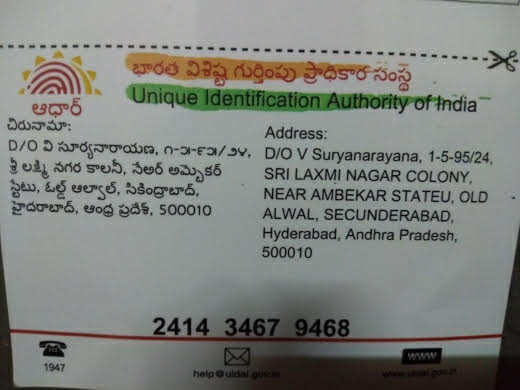 భారత విశిష్ట గుర్తింపు ప్రాధికార సంస్థ
Unique Identification Authority of India
ఆధార్
చిరునామా:
D/O వి సూర్యనారాయణ, ౧-౫-౯౫/౨౪,
శ్రీ లక్ష్మి నగర కాలనీ, నేఅర్ అమ్బెకర్
స్టేటు, ఓల్డ్ ఆల్వాల్, సికింద్రాబాద్,
హైదరాబాద్, ఆంధ్ర ప్రదేశ్, 500010
Address:
D/O V Suryanarayana, 1-5-95/24,
SRI LAXMI NAGAR COLONY,
NEAR AMBEKAR STATEU, OLD
ALWAL, SECUNDERABAD,
Hyderabad, Andhra Pradesh,
500010
2414 3467 9468
1947
help@uidai.gov.in
www
www.uidai.gov.in